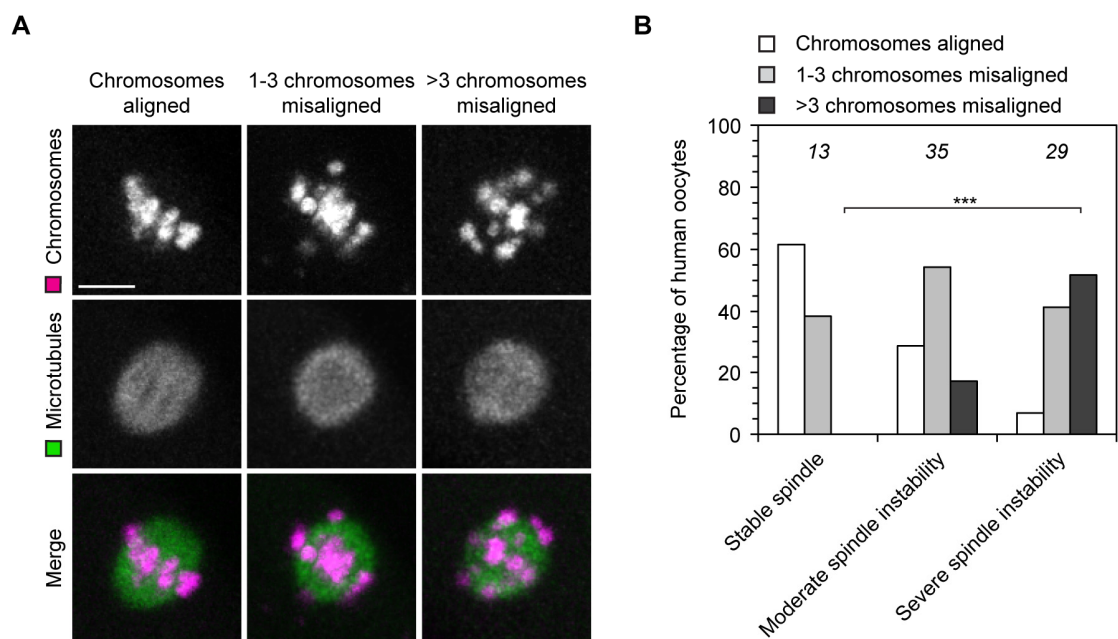 A
Chromosomes
aligned
1-3 chromosomes
misaligned
>3 chromosomes
misaligned
Chromosomes
Microtubules
Merge
B
Chromosomes aligned
1-3 chromosomes misaligned
>3 chromosomes misaligned
Percentage of human oocytes
100
80
60
40
20
0
13
35
29
***
Stable spindle
Moderate spindle instability
Severe spindle instability